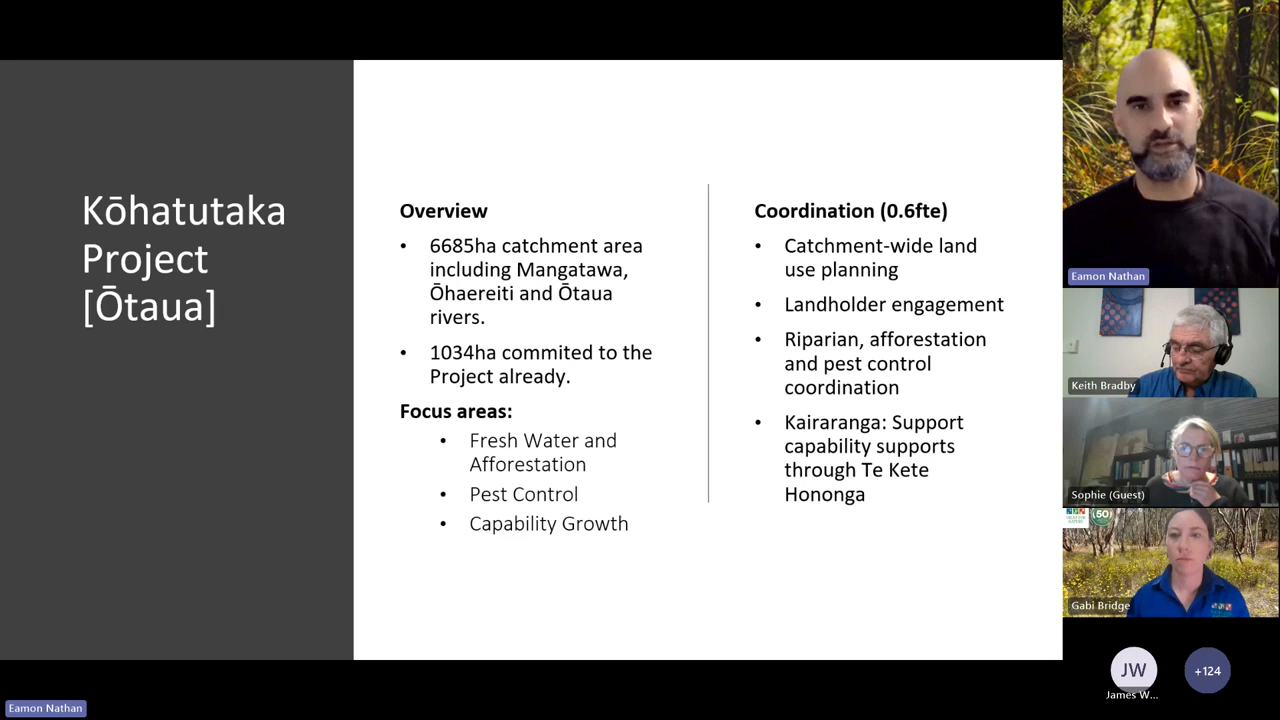 Kōhatutaka
Project
[Ōtaua]
Overview
• 6685ha catchment area
including Mangatawa,
Ōhaereiti and Ōtaua
rivers.
• 1034ha commited to the
Project already.
Focus areas:
• Fresh Water and
Afforestation
• Pest Control
• Capability Growth
Coordination (0.6fte)
• Catchment-wide land
use planning
• Landholder engagement
• Riparian, afforestation
and pest control
coordination
• Kairaranga: Support
capability supports
through Te Kete
Hononga
Eamon Nathan
Keith Bradby
Sophie (Guest)
50
Gabi Bridge
JW
James W...
+124
Eamon Nathan